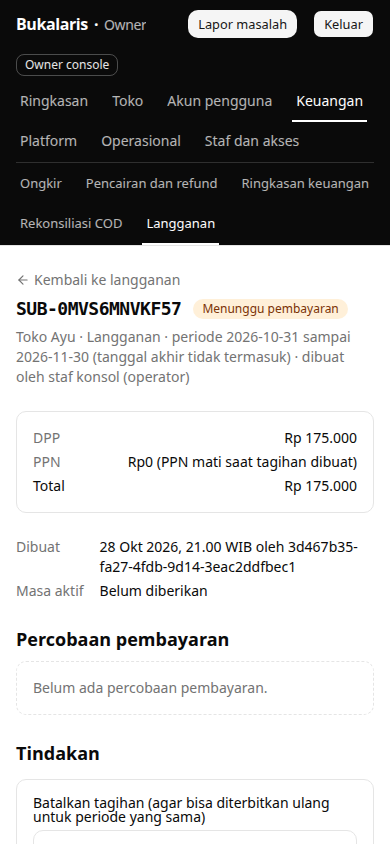 Bukalaris · Owner
Lapor masalah
Keluar
Owner console
Ringkasan
Toko
Akun pengguna
Keuangan
Platform
Operasional
Staf dan akses
Ongkir
Pencairan dan refund
Ringkasan keuangan
Rekonsiliasi COD
Langganan
← Kembali ke langganan
SUB-0MVS6MNVKF57
Menunggu pembayaran
Toko Ayu · Langganan · periode 2026-10-31 sampai
2026-11-30 (tanggal akhir tidak termasuk) · dibuat
oleh staf konsol (operator)
DPP Rp 175.000
PPN Rp0 (PPN mati saat tagihan dibuat)
Total Rp 175.000
Dibuat 28 Okt 2026, 21.00 WIB oleh 3d467b35-
fa27-4fdb-9d14-3eac2ddfbec1
Masa aktif Belum diberikan
Percobaan pembayaran
Belum ada percobaan pembayaran.
Tindakan
Batalkan tagihan (agar bisa diterbitkan ulang
untuk periode yang sama)